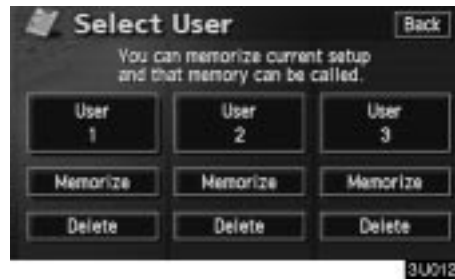 Select User
Back
You can memorize current setup
and that memory can be called.
User
1
User
2
User
3
Memorize
Memorize
Memorize
Delete
Delete
Delete
3U012